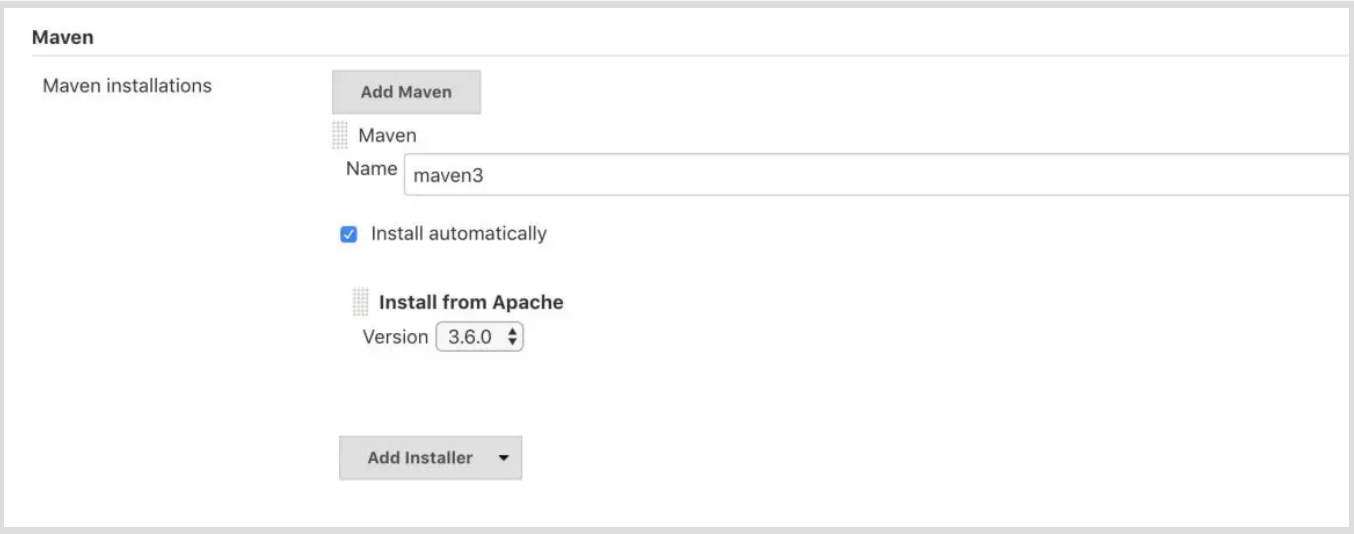 Maven
Maven installations
Add Maven
Maven
Name
maven3
Install automatically
Install from Apache
Version 3.6.0
Add Installer